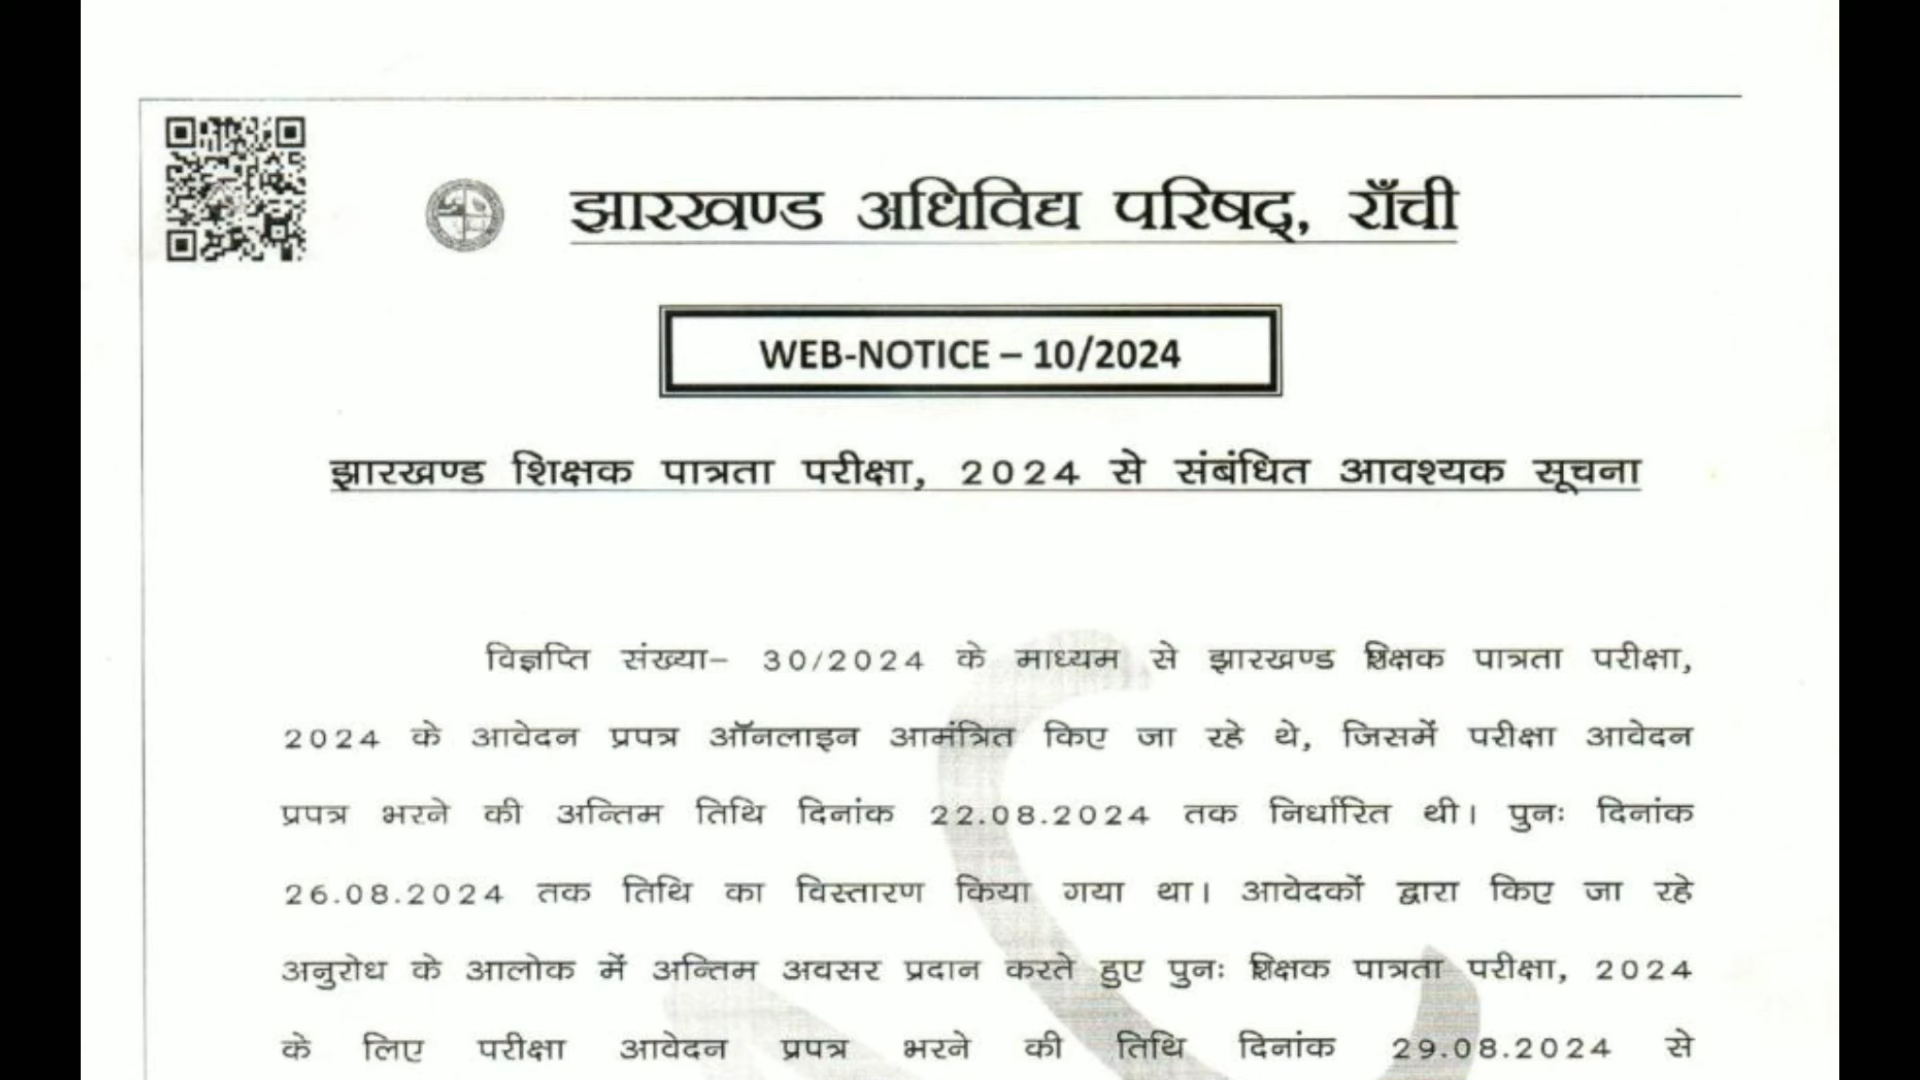 झारखण्ड अधिविद्य परिषद्, राँची
WEB-NOTICE – 10/2024
झारखण्ड शिक्षक पात्रता परीक्षा, 2024 से संबंधित आवश्यक सूचना
विज्ञप्ति संख्या– 30/2024 के माध्यम से झारखण्ड शिक्षक पात्रता परीक्षा,
2024 के आवेदन प्रपत्र ऑनलाइन आमंत्रित किए जा रहे थे, जिसमें परीक्षा आवेदन
प्रपत्र भरने की अन्तिम तिथि दिनांक 22.08.2024 तक निर्धारित थी। पुनः दिनांक
26.08.2024 तक तिथि का विस्तारण किया गया था। आवेदकों द्वारा किए जा रहे
अनुरोध के आलोक में अन्तिम अवसर प्रदान करते हुए पुनः शिक्षक पात्रता परीक्षा, 2024
के लिए परीक्षा आवेदन प्रपत्र भरने की तिथि दिनांक 29.08.2024 से